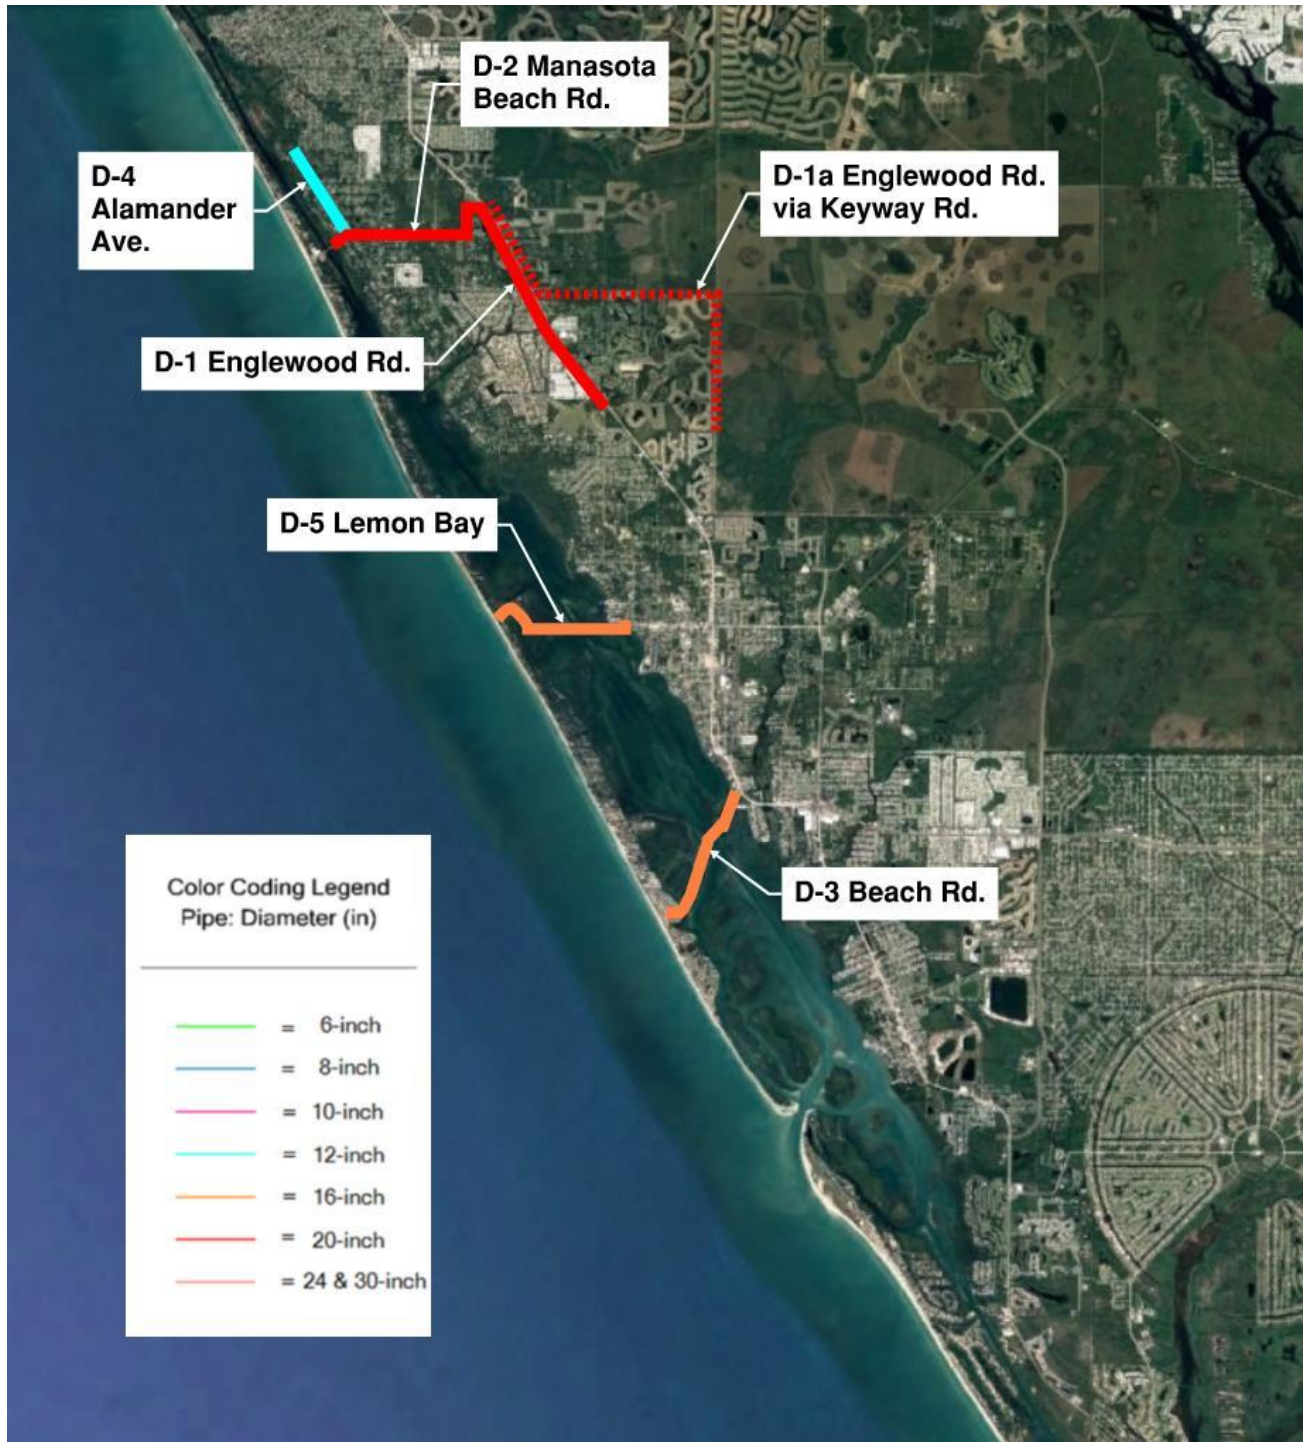 D-2 Manasota
Beach Rd.
D-4
Alamander
Ave.
D-1a Englewood Rd.
via Keyway Rd.
D-1 Englewood Rd.
D-5 Lemon Bay
D-3 Beach Rd.
Color Coding Legend
Pipe: Diameter (in)
= 6-inch
= 8-inch
= 10-inch
= 12-inch
= 16-inch
= 20-inch
= 24 & 30-inch